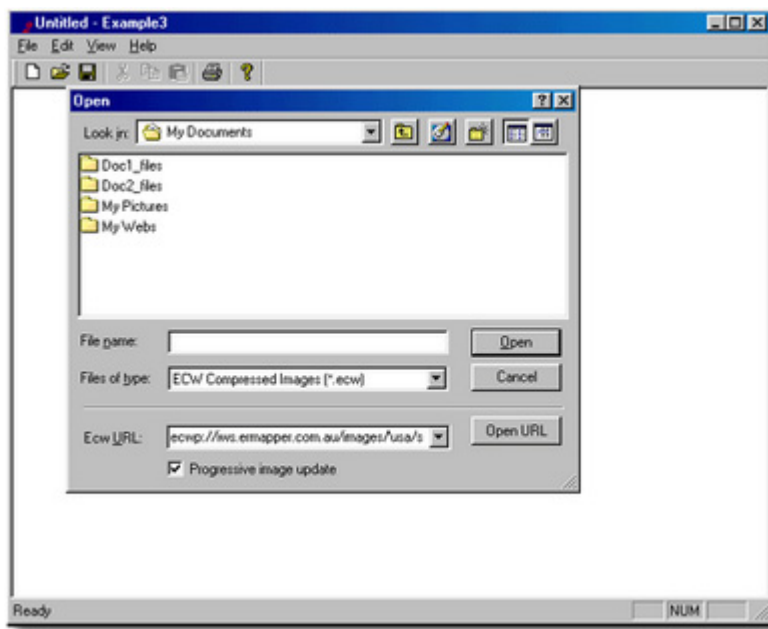 Untitled - Example3
File Edit View Help
Open
Look in: My Documents
Doc1_files
Doc2_files
My Pictures
My Webs
File name:
Open
Files of type: ECW Compressed Images (*.ecw)
Cancel
Ecw URL: ecwp://iws.ermapper.com.au/images/usa/s
Open URL
Progressive image update
Ready
NUM